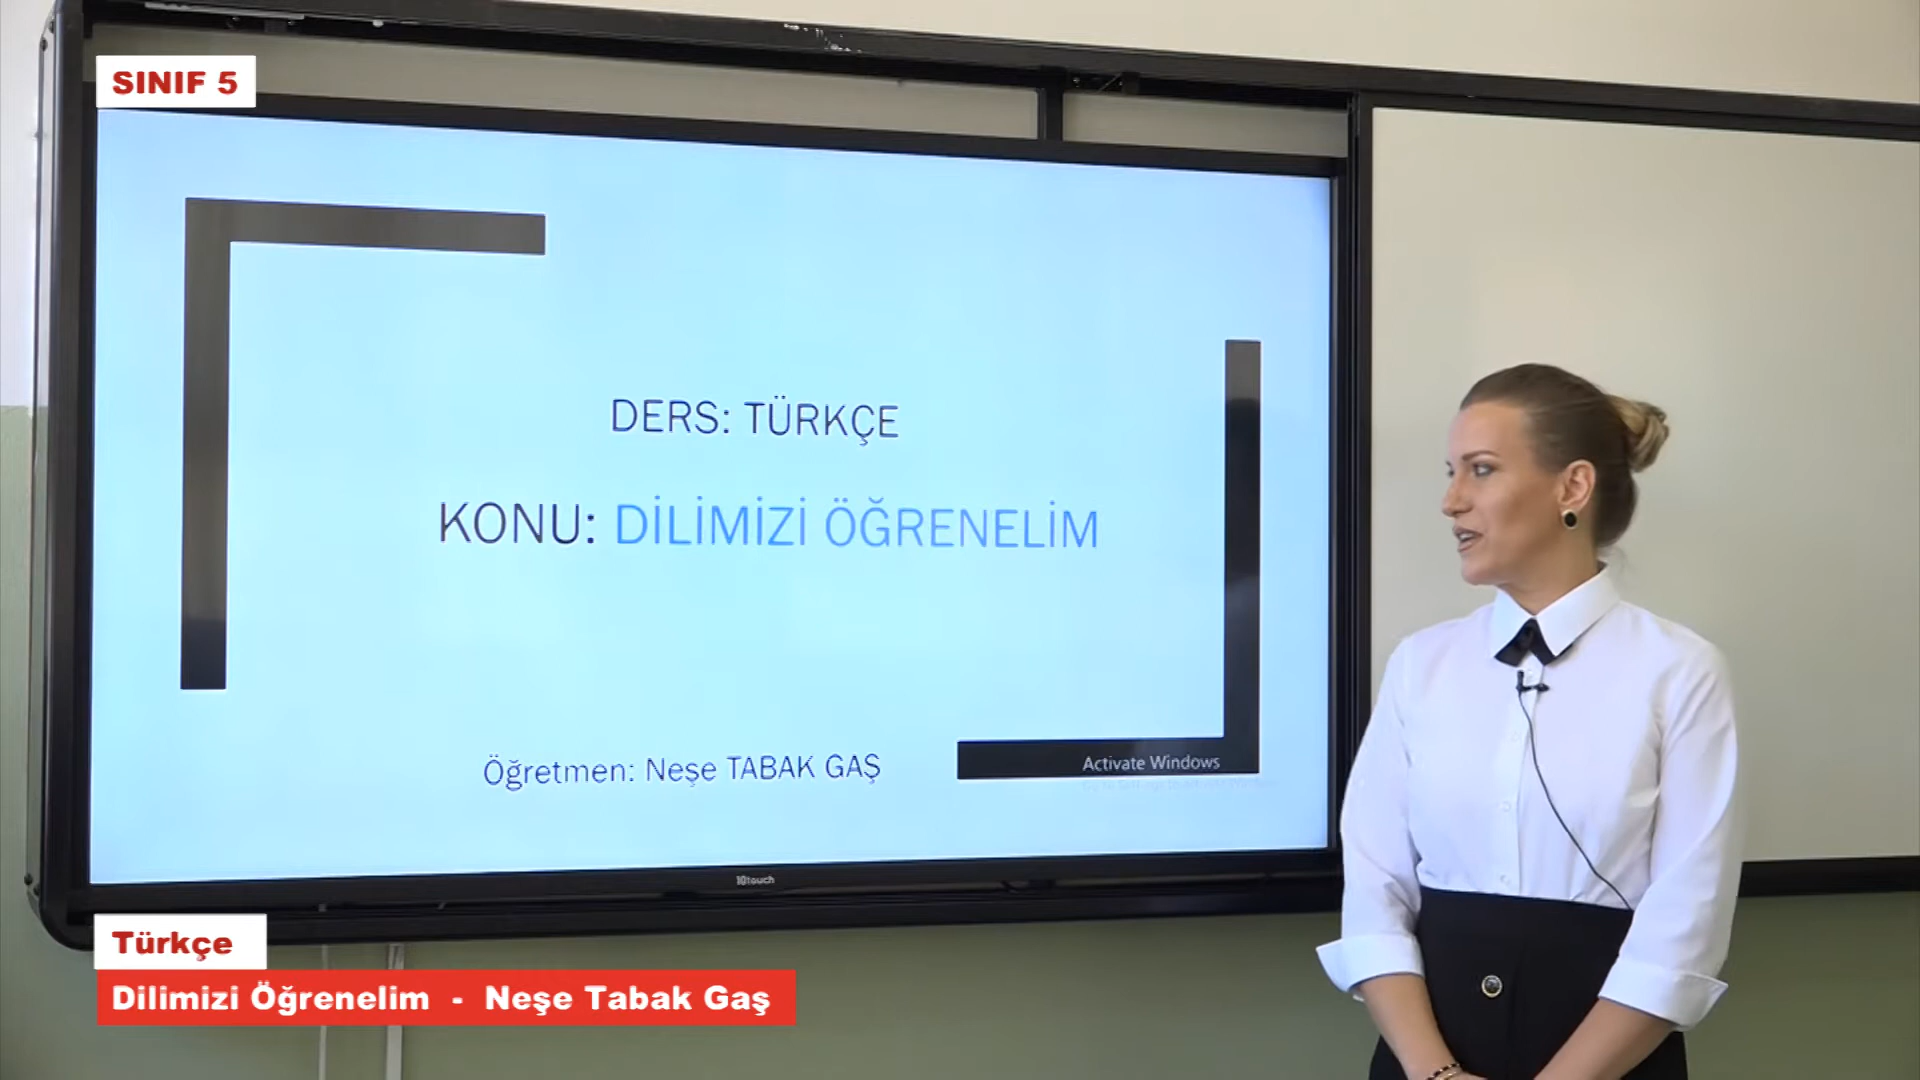 SINIF 5
DERS: TÜRKÇE
KONU: DİLİMİZİ ÖĞRENELİM
Öğretmen: Neşe TABAK GAŞ
Activate Windows
Türkçe
Dilimizi Öğrenelim - Neşe Tabak Gaş